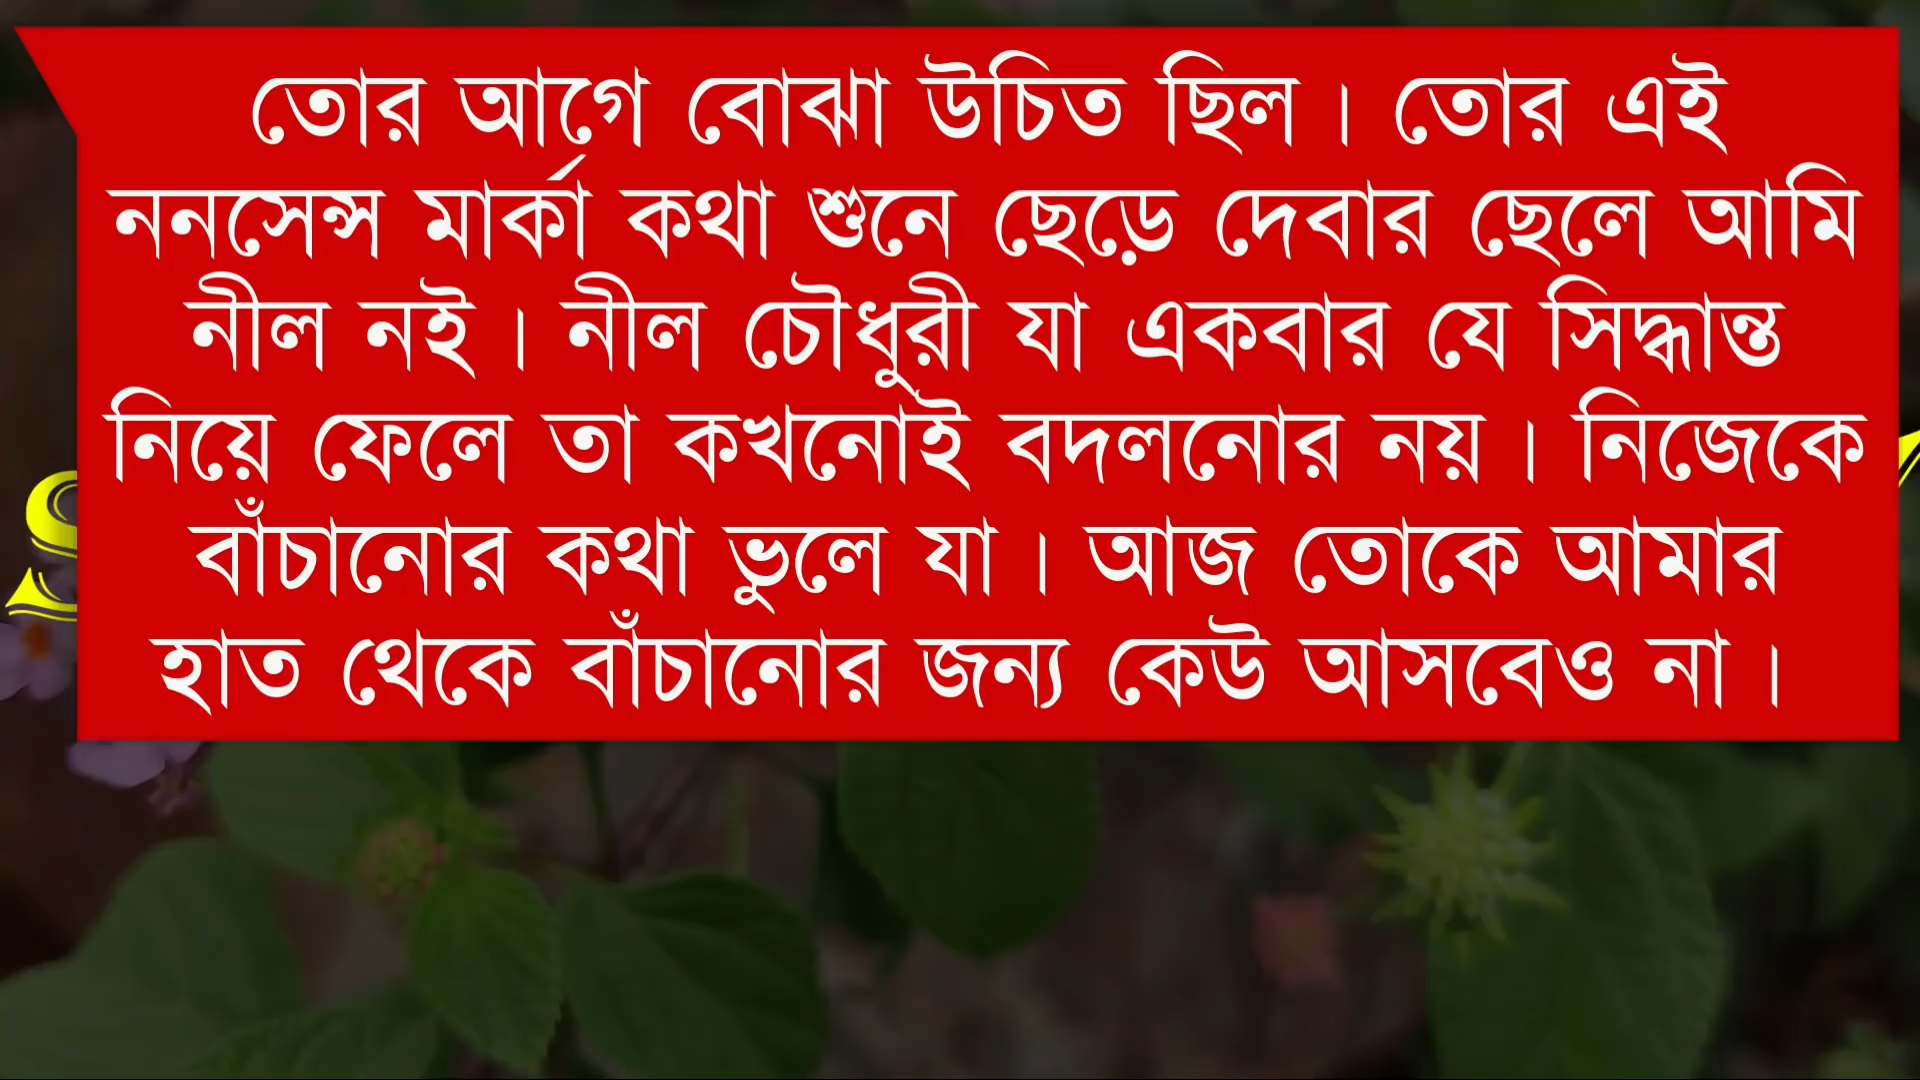 তোর আগে বোঝা উচিত ছিল। তোর এই
ননসেন্স মার্কা কথা শুনে ছেড়ে দেবার ছেলে আমি
নীল নই। নীল চৌধুরী যা একবার যে সিদ্ধান্ত
নিয়ে ফেলে তা কখনোই বদলনোর নয়। নিজেকে
বাঁচানোর কথা ভুলে যা। আজ তোকে আমার
হাত থেকে বাঁচানোর জন্য কেউ আসবেও না।